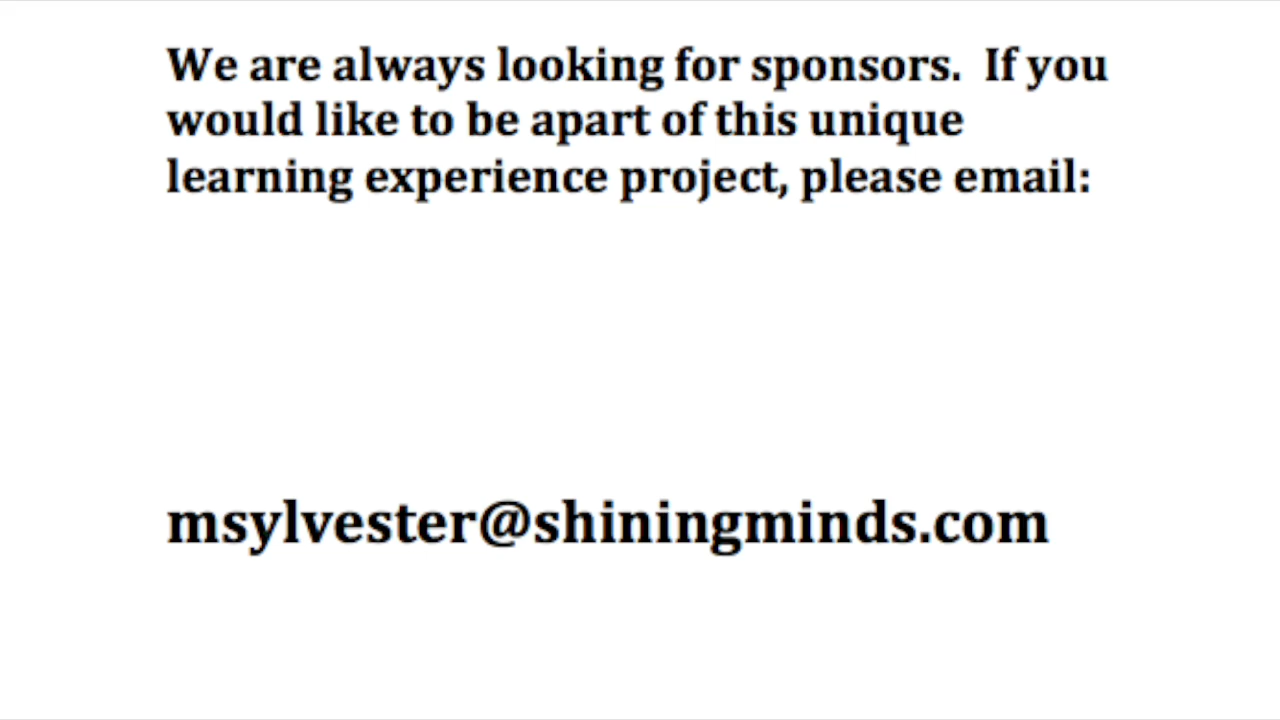 We are always looking for sponsors.  If you
would like to be apart of this unique
learning experience project, please email:
msylvester@shiningminds.com